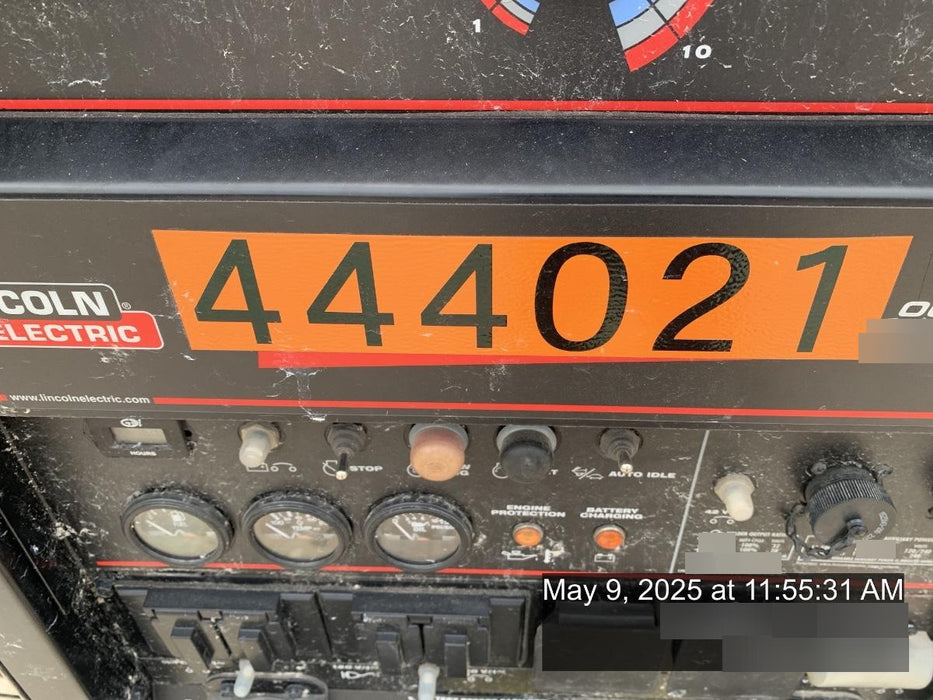 1
10
444021
COLN
ELECTRIC
®
www.lincolnelectric.com
HOURS
STOP
AUTO IDLE
ENGINE
PROTECTION
BATTERY
CHARGING
May 9, 2025 at 11:55:31 AM